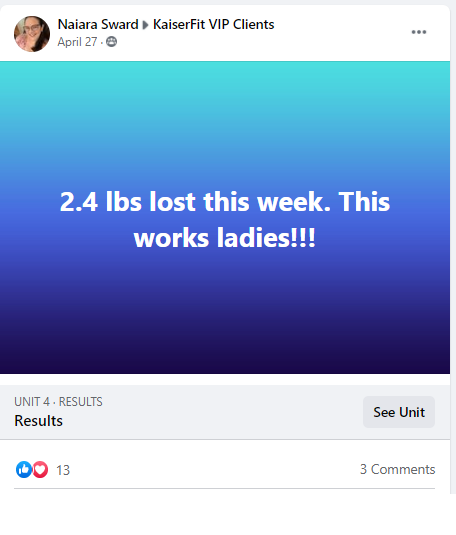 Naiara Sward KaiserFit VIP Clients
April 27 ·
2.4 lbs lost this week. This
works ladies!!!
UNIT 4 · RESULTS
Results
See Unit
13
3 Comments